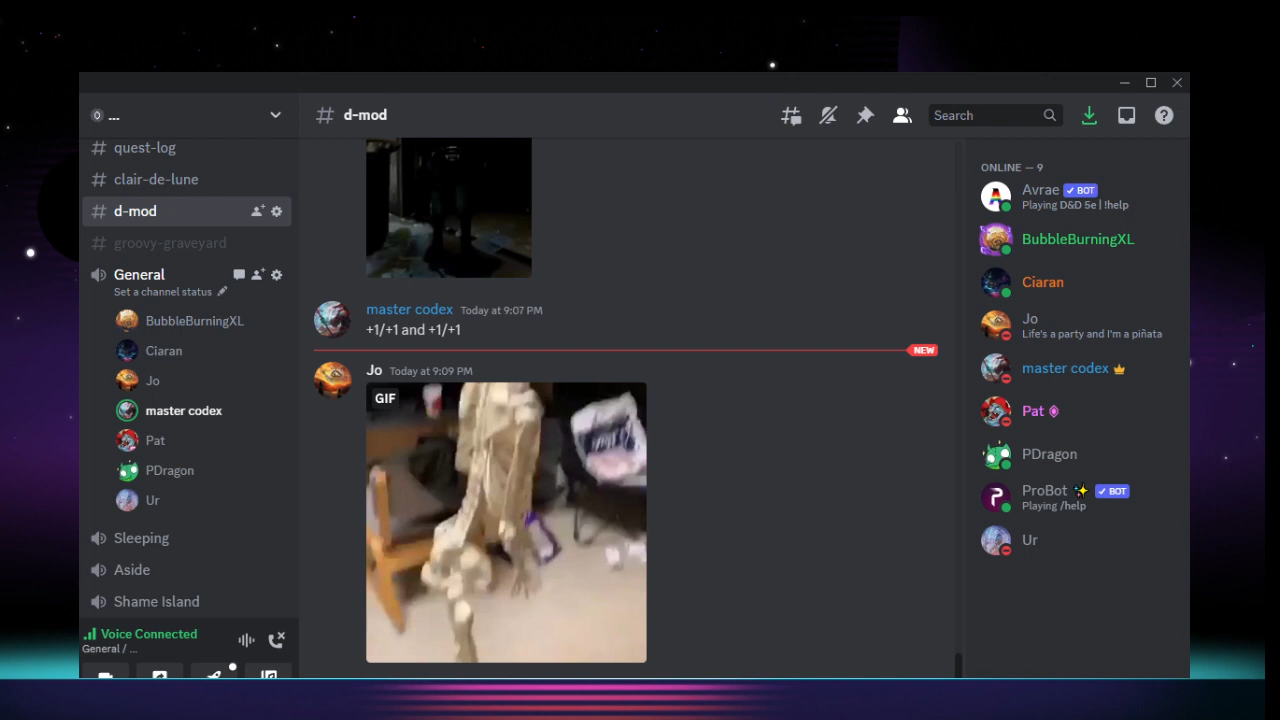 ...
d-mod
Search
quest-log
clair-de-lune
d-mod
groovy-graveyard
General
Set a channel status
BubbleBurningXL
Ciaran
Jo
master codex
Pat
PDragon
Ur
Sleeping
Aside
Shame Island
Voice Connected
General / ...
master codex Today at 9:07 PM
+1/+1 and +1/+1
NEW
Jo Today at 9:09 PM
GIF
ONLINE — 9
Avrae ✓ BOT
Playing D&D 5e | !help
BubbleBurningXL
Ciaran
Jo
Life's a party and I'm a piñata
master codex
Pat
PDragon
ProBot ✨ ✓ BOT
Playing /help
Ur